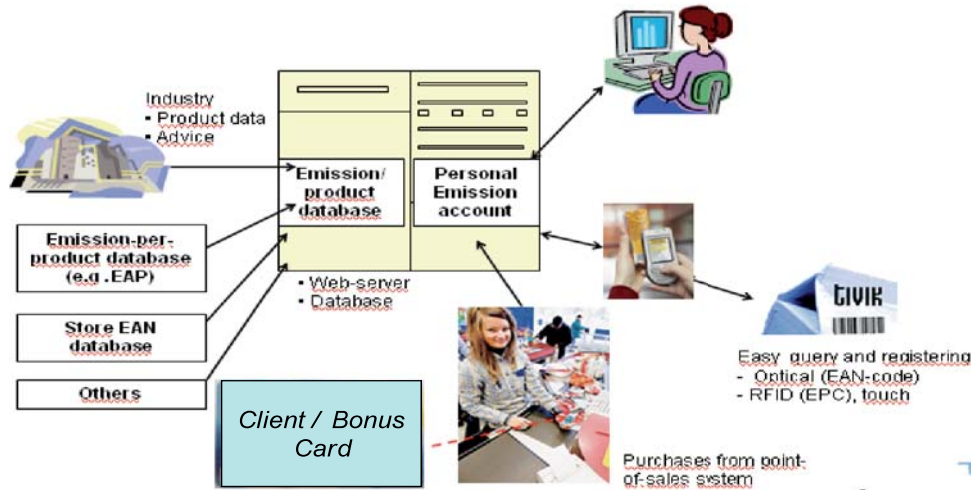 Industry
▪ Product data
▪ Advice
Emission/
product
database
Personal
Emission
account
Emission-per-
product database
(e.g .EAP)
▪ Web-server
▪ Database
Store EAN
database
Others
Client / Bonus
Card
tivik
Easy query and registering
- Optical (EAN-code)
- RFID (EPC), touch
Purchases from point-
of-sales system